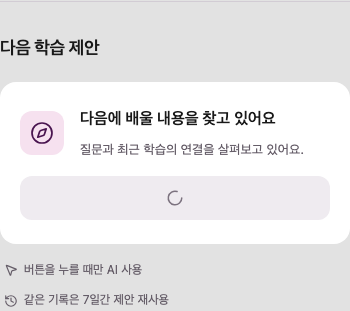 다음 학습 제안
다음에 배울 내용을 찾고 있어요
질문과 최근 학습의 연결을 살펴보고 있어요.
버튼을 누를 때만 AI 사용
같은 기록은 7일간 제안 재사용